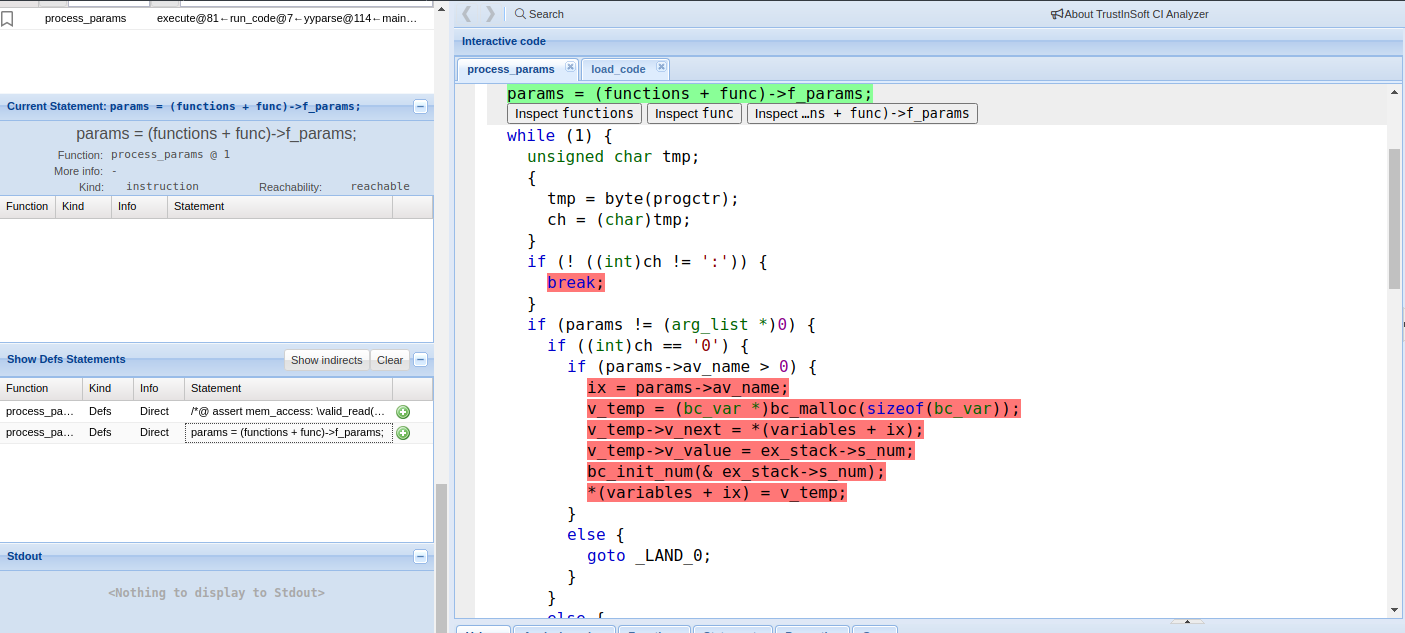 process_params execute@81←run_code@7←yyparse@114←main…
Current Statement: params = (functions + func)->f_params;
params = (functions + func)->f_params;
Function: process_params @ 1
More info: -
Kind: instruction Reachability: reachable
Function Kind Info Statement
Show Defs Statements Show indirects Clear
Function Kind Info Statement
process_pa… Defs Direct /*@ assert mem_access: \valid_read(…
process_pa… Defs Direct params = (functions + func)->f_params;
Stdout
<Nothing to display to Stdout>
Search About TrustInSoft CI Analyzer
Interactive code
process_params load_code
params = (functions + func)->f_params;
Inspect functions Inspect func Inspect …ns + func)->f_params
while (1) {
unsigned char tmp;
{
tmp = byte(progctr);
ch = (char)tmp;
}
if (! ((int)ch != ':')) {
break;
}
if (params != (arg_list *)0) {
if ((int)ch == '0') {
if (params->av_name > 0) {
ix = params->av_name;
v_temp = (bc_var *)bc_malloc(sizeof(bc_var));
v_temp->v_next = *(variables + ix);
v_temp->v_value = ex_stack->s_num;
bc_init_num(& ex_stack->s_num);
*(variables + ix) = v_temp;
}
else {
goto _LAND_0;
}
}
else {